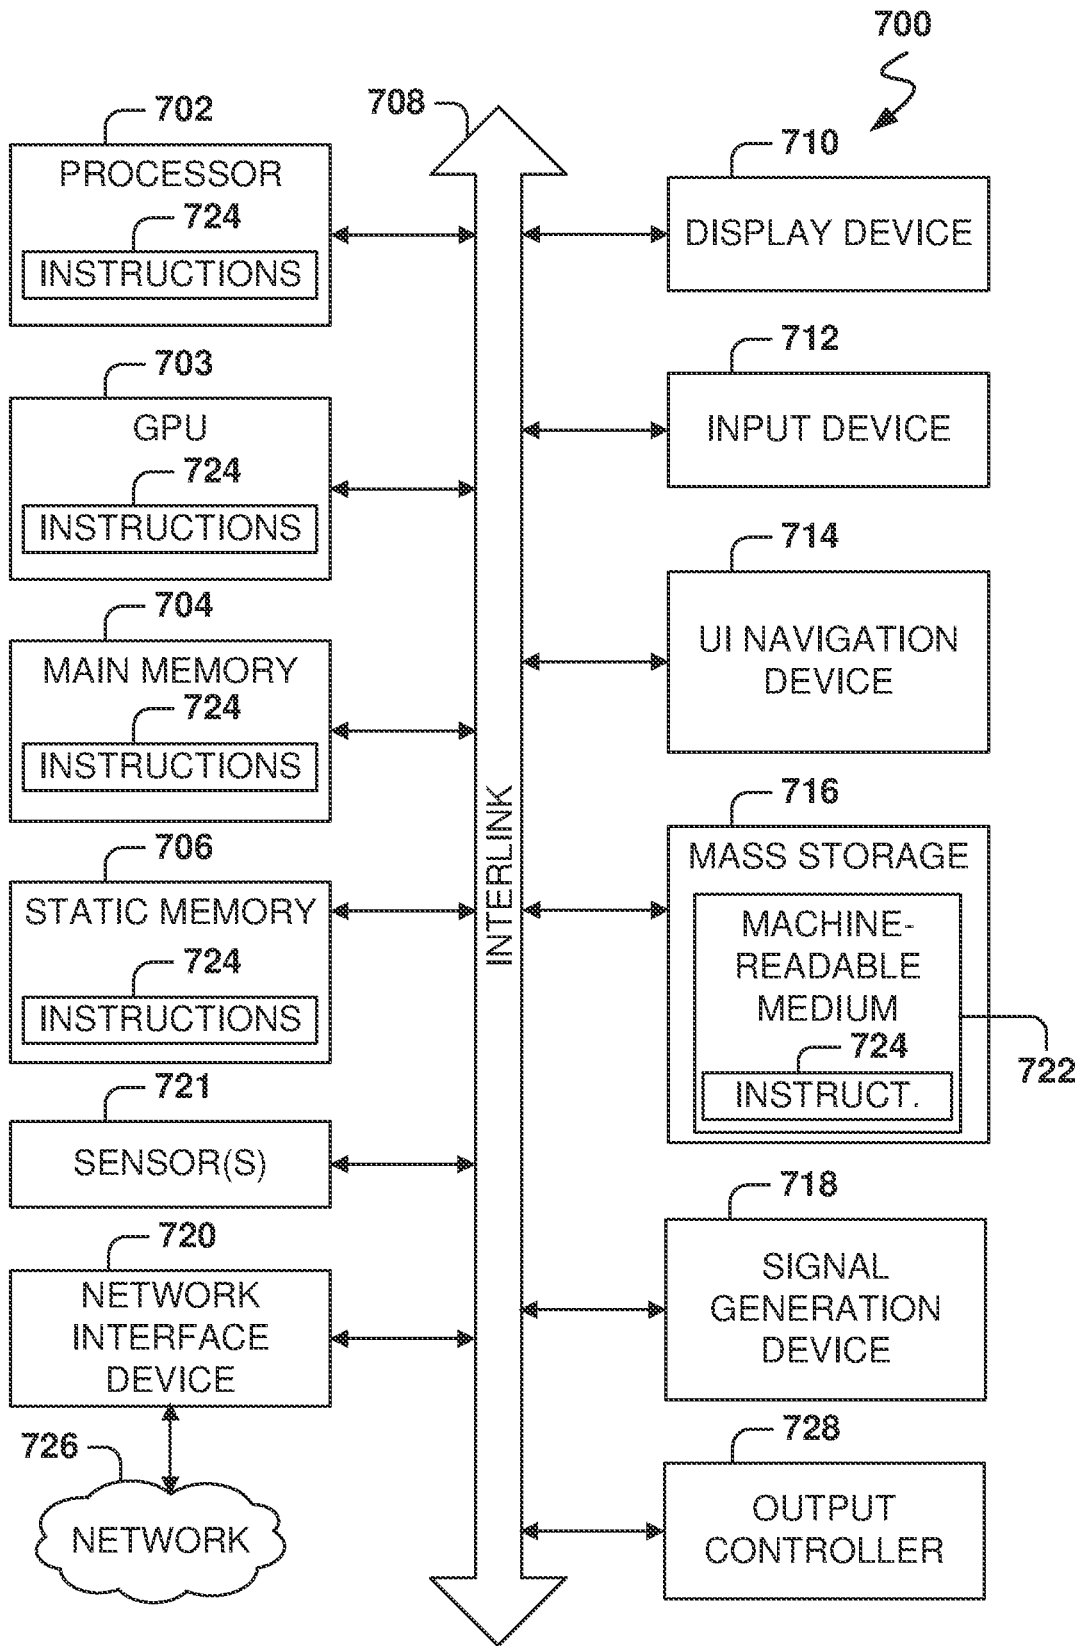 700
708
702
PROCESSOR
724
INSTRUCTIONS
703
GPU
724
INSTRUCTIONS
704
MAIN MEMORY
724
INSTRUCTIONS
706
STATIC MEMORY
724
INSTRUCTIONS
721
SENSOR(S)
720
NETWORK
INTERFACE
DEVICE
726
NETWORK
INTERLINK
710
DISPLAY DEVICE
712
INPUT DEVICE
714
UI NAVIGATION
DEVICE
716
MASS STORAGE
MACHINE-
READABLE
MEDIUM
724
INSTRUCT.
722
718
SIGNAL
GENERATION
DEVICE
728
OUTPUT
CONTROLLER